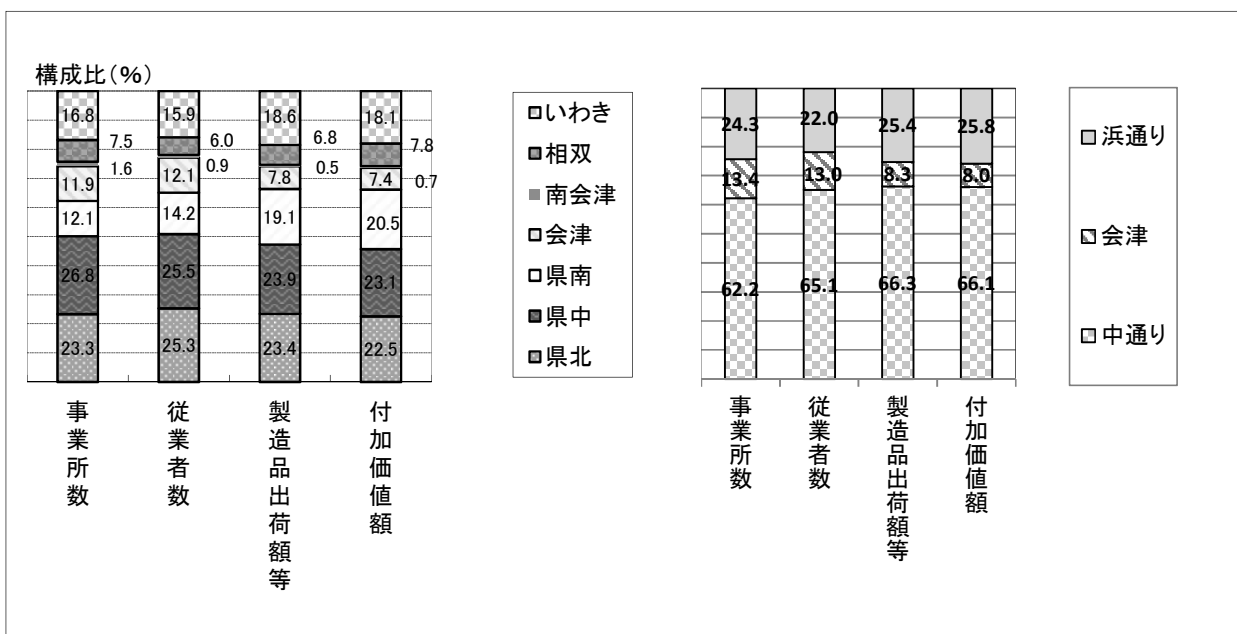 構成比(%)
16.8 15.9 18.6 18.1
7.5 6.0 6.8 7.8
1.6 0.9 0.5 0.7
11.9 12.1 7.8 7.4
12.1 14.2 19.1 20.5
26.8 25.5 23.9 23.1
23.3 25.3 23.4 22.5
事業所数
従業者数
製造品出荷額等
付加価値額
いわき
相双
南会津
会津
県南
県中
県北
24.3 22.0 25.4 25.8
13.4 13.0 8.3 8.0
62.2 65.1 66.3 66.1
事業所数
従業者数
製造品出荷額等
付加価値額
浜通り
会津
中通り